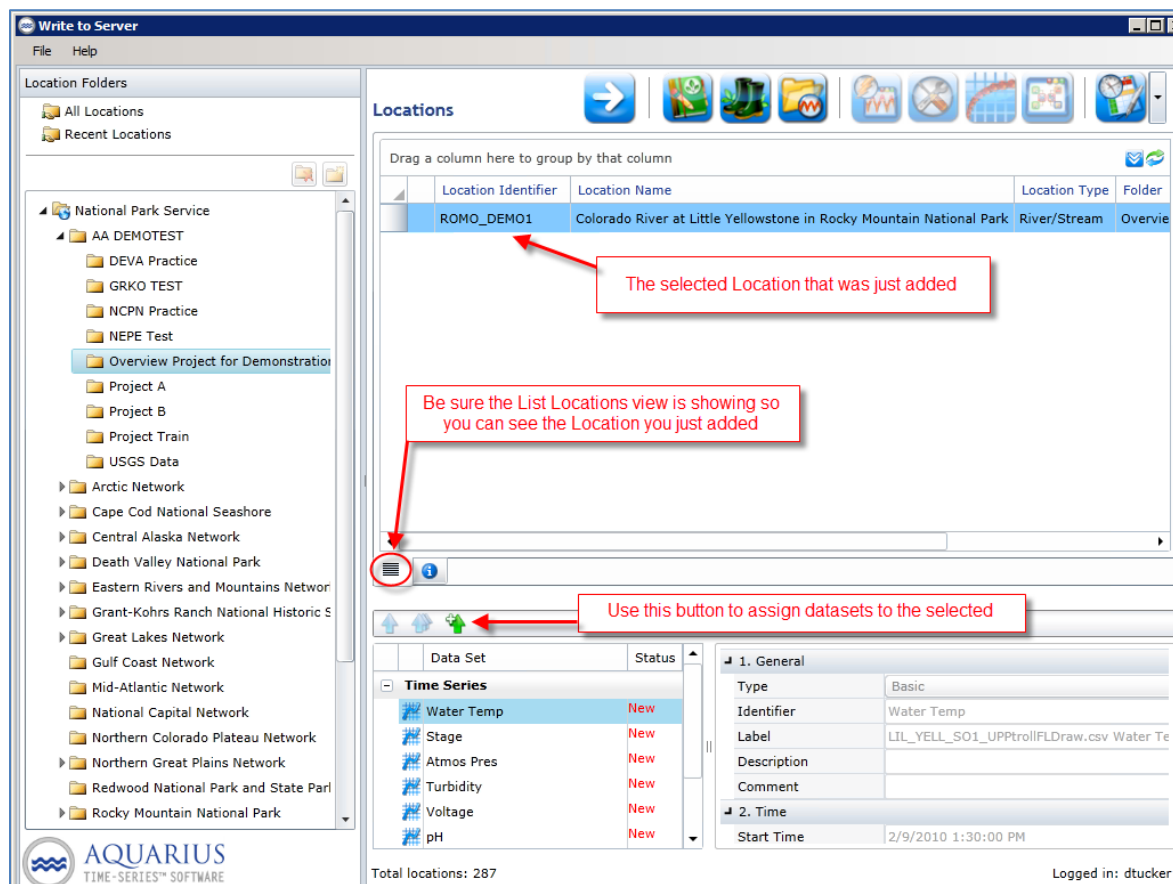 Write to Server
File Help
Location Folders
All Locations
Recent Locations
National Park Service
AA DEMOTEST
DEVA Practice
GRKO TEST
NCPN Practice
NEPE Test
Overview Project for Demonstration
Project A
Project B
Project Train
USGS Data
Arctic Network
Cape Cod National Seashore
Central Alaska Network
Death Valley National Park
Eastern Rivers and Mountains Networ
Grant-Kohrs Ranch National Historic S
Great Lakes Network
Gulf Coast Network
Mid-Atlantic Network
National Capital Network
Northern Colorado Plateau Network
Northern Great Plains Network
Redwood National Park and State Parl
Rocky Mountain National Park
AQUARIUS
TIME-SERIES™ SOFTWARE
Locations
Drag a column here to group by that column
Location Identifier Location Name Location Type Folder
ROMO_DEMO1 Colorado River at Little Yellowstone in Rocky Mountain National Park River/Stream Overvie
The selected Location that was just added
Be sure the List Locations view is showing so
you can see the Location you just added
Use this button to assign datasets to the selected
Data Set Status
Time Series
Water Temp New
Stage New
Atmos Pres New
Turbidity New
Voltage New
pH New
1. General
Type Basic
Identifier Water Temp
Label LIL_YELL_SO1_UPPtrollFLDraw.csv Water Te
Description
Comment
2. Time
Start Time 2/9/2010 1:30:00 PM
Total locations: 287
Logged in: dtucker